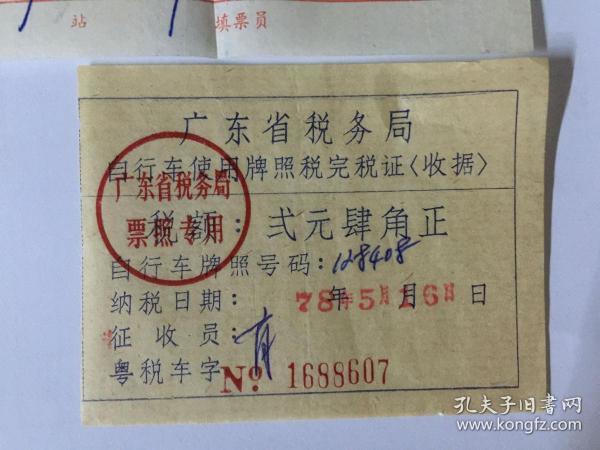 站 填票员
广东省税务局
自行车使用牌照税完税证〈收据〉
广东省税务局
票照专用
税额：弍元肆角正
自行车牌照号码：128408
纳税日期： 年 月 日
78年5月16日
征收员：
粤税车字 No. 1688607
孔夫子旧书网
www.kongfz.com